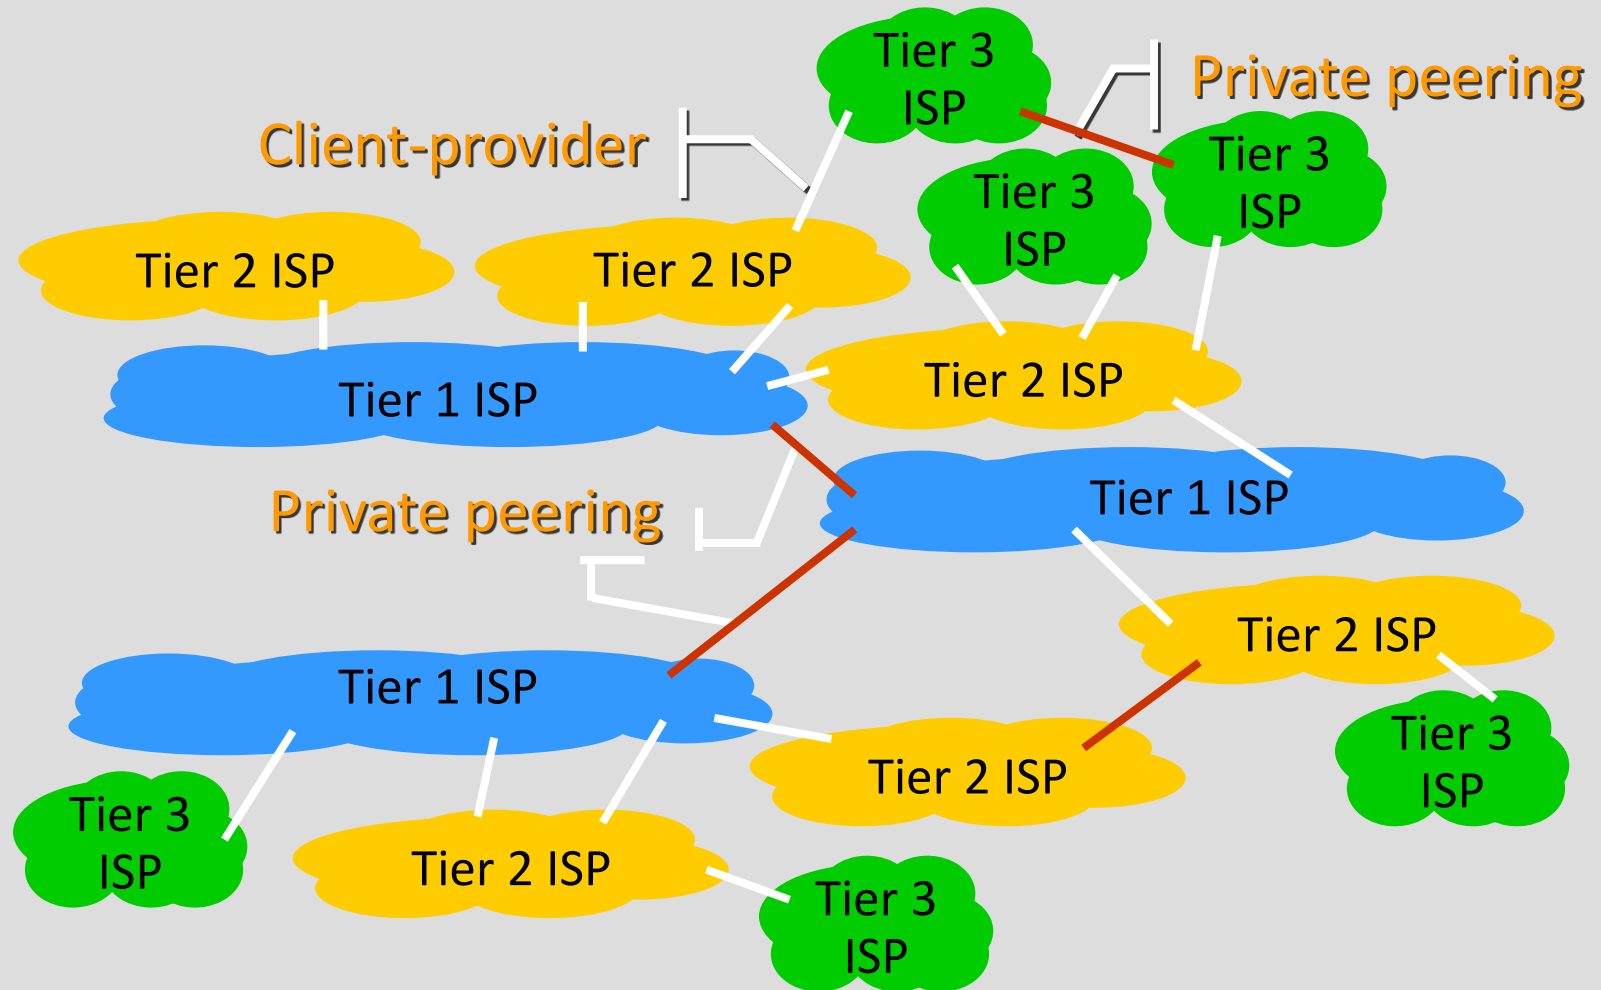 Tier 3
ISP
Private peering
Client-provider
Tier 3
ISP
Tier 3
ISP
Tier 2 ISP
Tier 2 ISP
Tier 2 ISP
Tier 1 ISP
Tier 1 ISP
Private peering
Tier 2 ISP
Tier 1 ISP
Tier 3
ISP
Tier 2 ISP
Tier 3
ISP
Tier 2 ISP
Tier 3
ISP